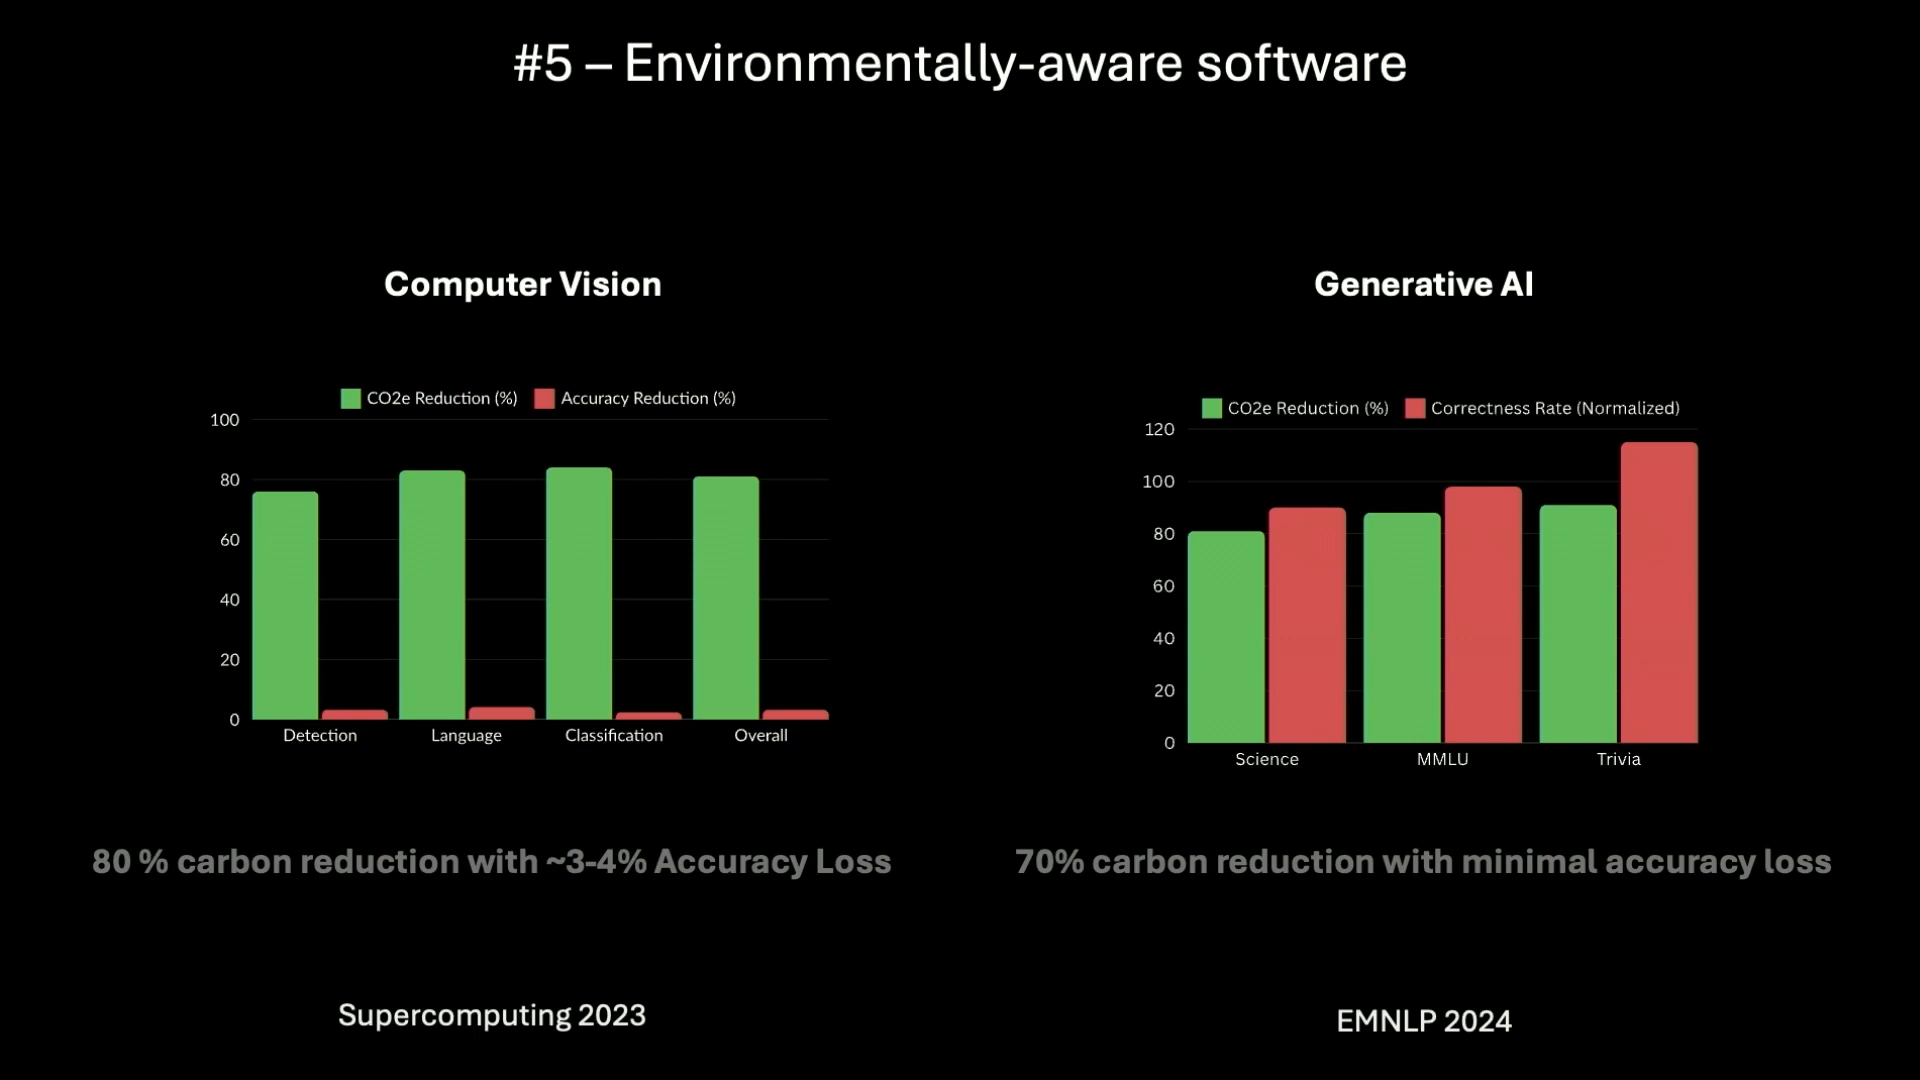 #5 – Environmentally-aware software
Computer Vision
CO2e Reduction (%) Accuracy Reduction (%)
100
80
60
40
20
0
Detection Language Classification Overall
80 % carbon reduction with ~3-4% Accuracy Loss
Supercomputing 2023
Generative AI
CO2e Reduction (%) Correctness Rate (Normalized)
120
100
80
60
40
20
0
Science MMLU Trivia
70% carbon reduction with minimal accuracy loss
EMNLP 2024